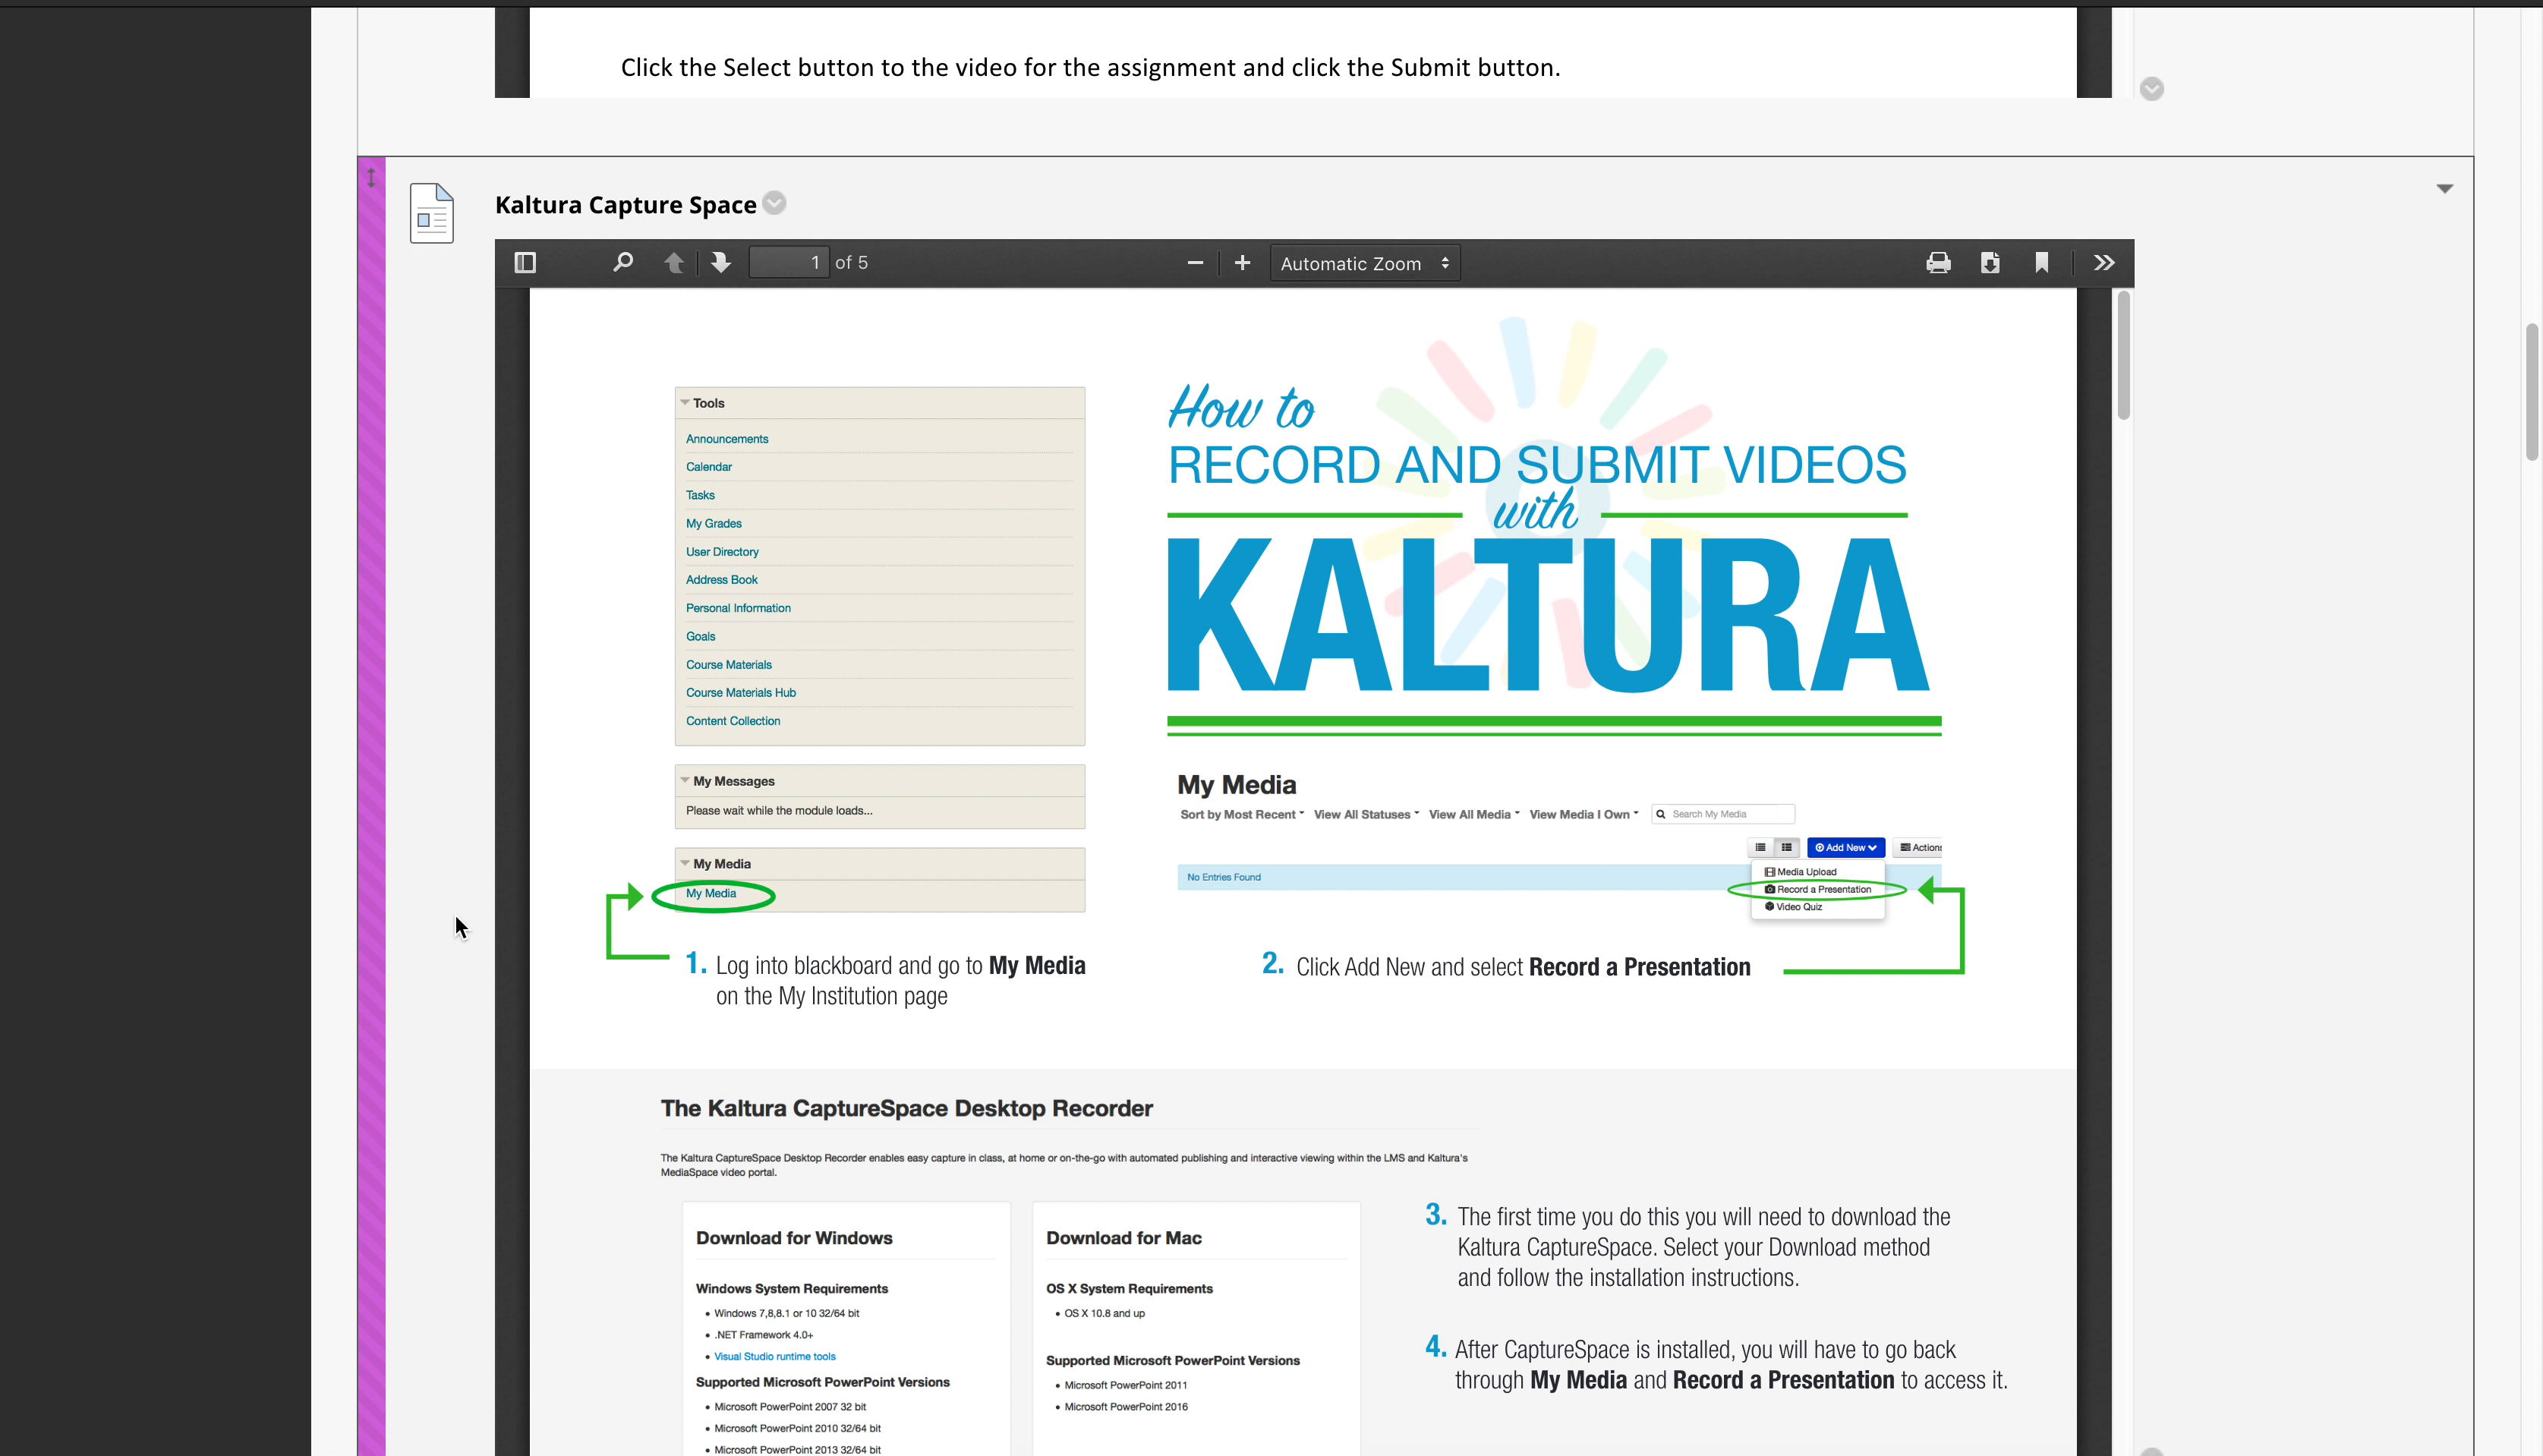 Click the Select button to the video for the assignment and click the Submit button.
Kaltura Capture Space
1 of 5
Automatic Zoom
Tools
Announcements
Calendar
Tasks
My Grades
User Directory
Address Book
Personal Information
Goals
Course Materials
Course Materials Hub
Content Collection
My Messages
Please wait while the module loads...
My Media
My Media
1. Log into blackboard and go to My Media
on the My Institution page
How to
RECORD AND SUBMIT VIDEOS
with
KALTURA
My Media
Sort by Most Recent View All Statuses View All Media View Media I Own Search My Media
Add New Actions
No Entries Found
Media Upload
Record a Presentation
Video Quiz
2. Click Add New and select Record a Presentation
The Kaltura CaptureSpace Desktop Recorder
The Kaltura CaptureSpace Desktop Recorder enables easy capture in class, at home or on-the-go with automated publishing and interactive viewing within the LMS and Kaltura's
MediaSpace video portal.
Download for Windows
Windows System Requirements
• Windows 7,8,8.1 or 10 32/64 bit
• .NET Framework 4.0+
• Visual Studio runtime tools
Supported Microsoft PowerPoint Versions
• Microsoft PowerPoint 2007 32 bit
• Microsoft PowerPoint 2010 32/64 bit
• Microsoft PowerPoint 2013 32/64 bit
Download for Mac
OS X System Requirements
• OS X 10.8 and up
Supported Microsoft PowerPoint Versions
• Microsoft PowerPoint 2011
• Microsoft PowerPoint 2016
3. The first time you do this you will need to download the
Kaltura CaptureSpace. Select your Download method
and follow the installation instructions.
4. After CaptureSpace is installed, you will have to go back
through My Media and Record a Presentation to access it.